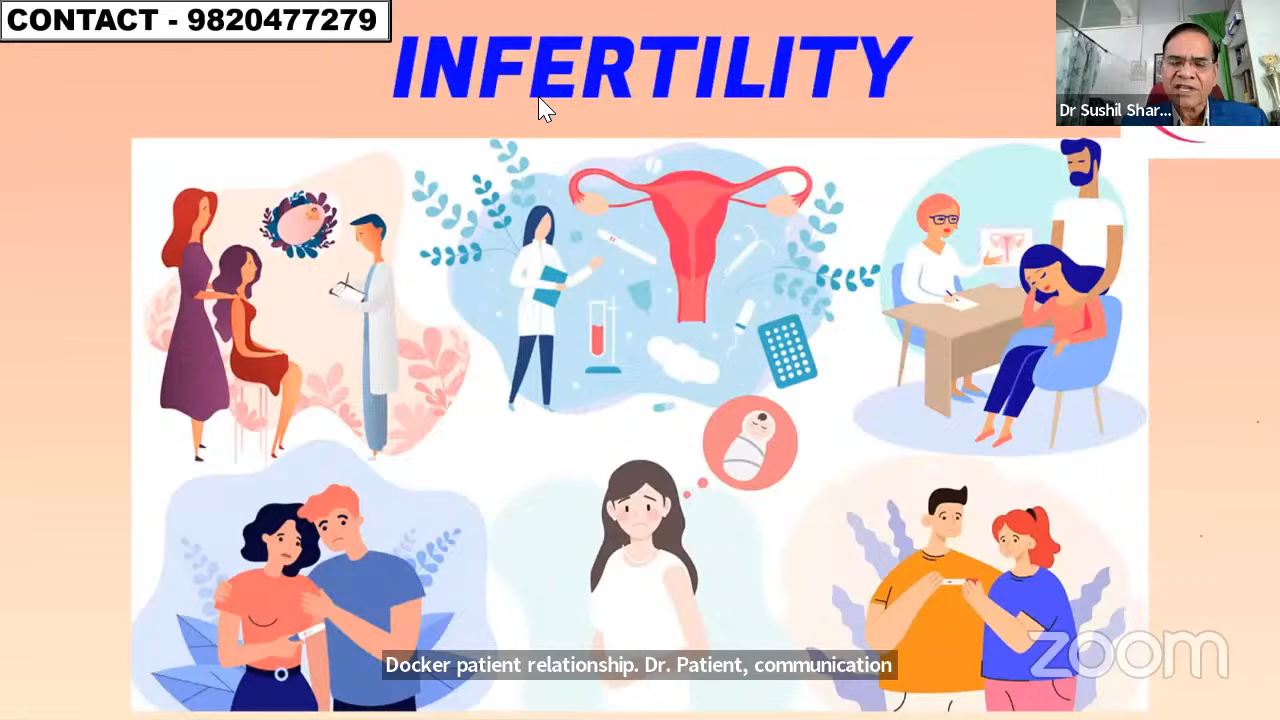 CONTACT - 9820477279
INFERTILITY
Dr Sushil Shar...
Docker patient relationship. Dr. Patient, communication
zoom